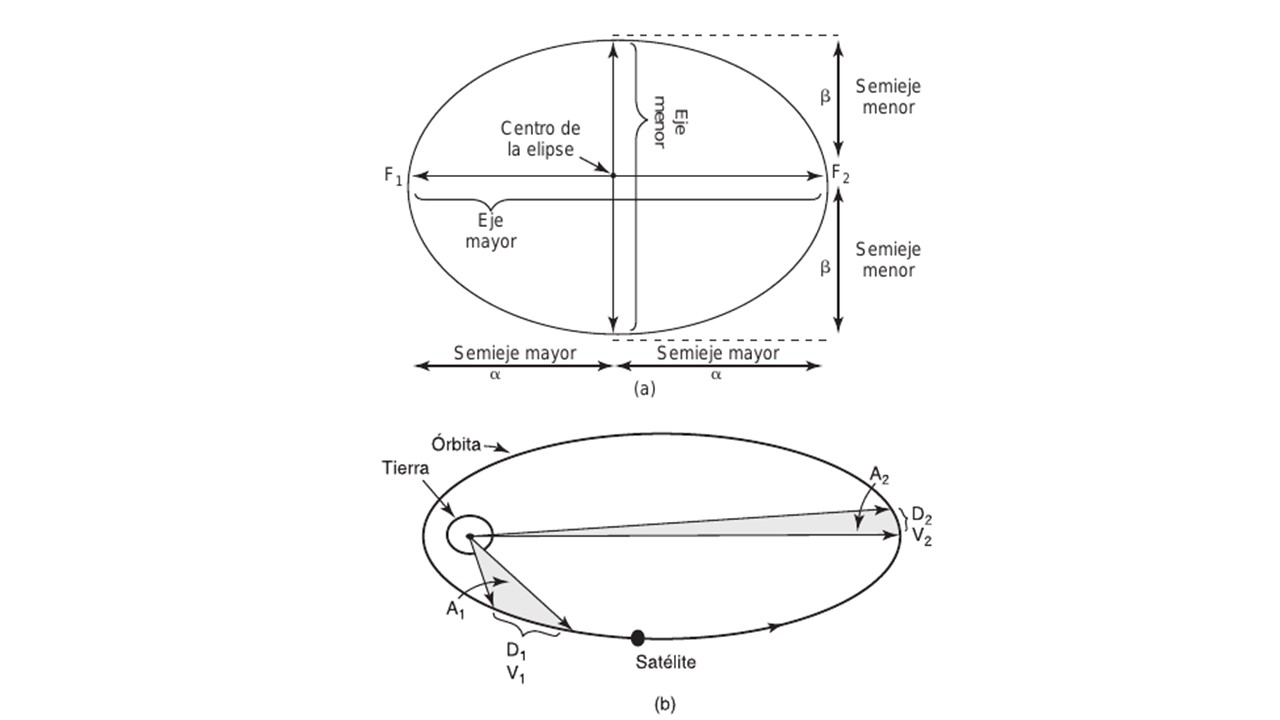 β
Semieje
menor
Eje
menor
Centro de
la elipse
F1
F2
Eje
mayor
β
Semieje
menor
Semieje mayor
α
Semieje mayor
α
(a)
Órbita
Tierra
A2
D2
V2
A1
D1
V1
Satélite
(b)